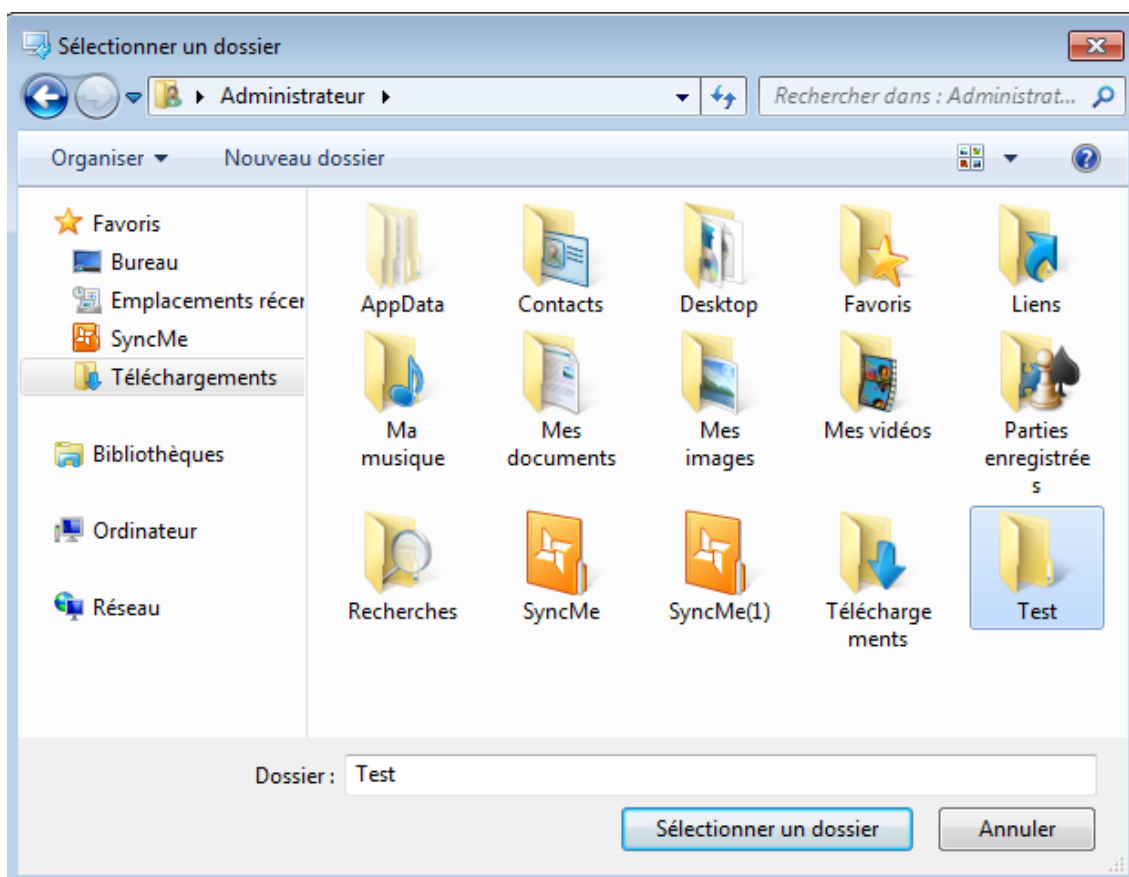 Sélectionner un dossier
Administrateur
Rechercher dans : Administrat...
Organiser
Nouveau dossier
Favoris
Bureau
Emplacements récer
SyncMe
Téléchargements
Bibliothèques
Ordinateur
Réseau
AppData
Contacts
Desktop
Favoris
Liens
Ma
musique
Mes
documents
Mes
images
Mes vidéos
Parties
enregistrée
s
Recherches
SyncMe
SyncMe(1)
Télécharge
ments
Test
Dossier : Test
Sélectionner un dossier
Annuler